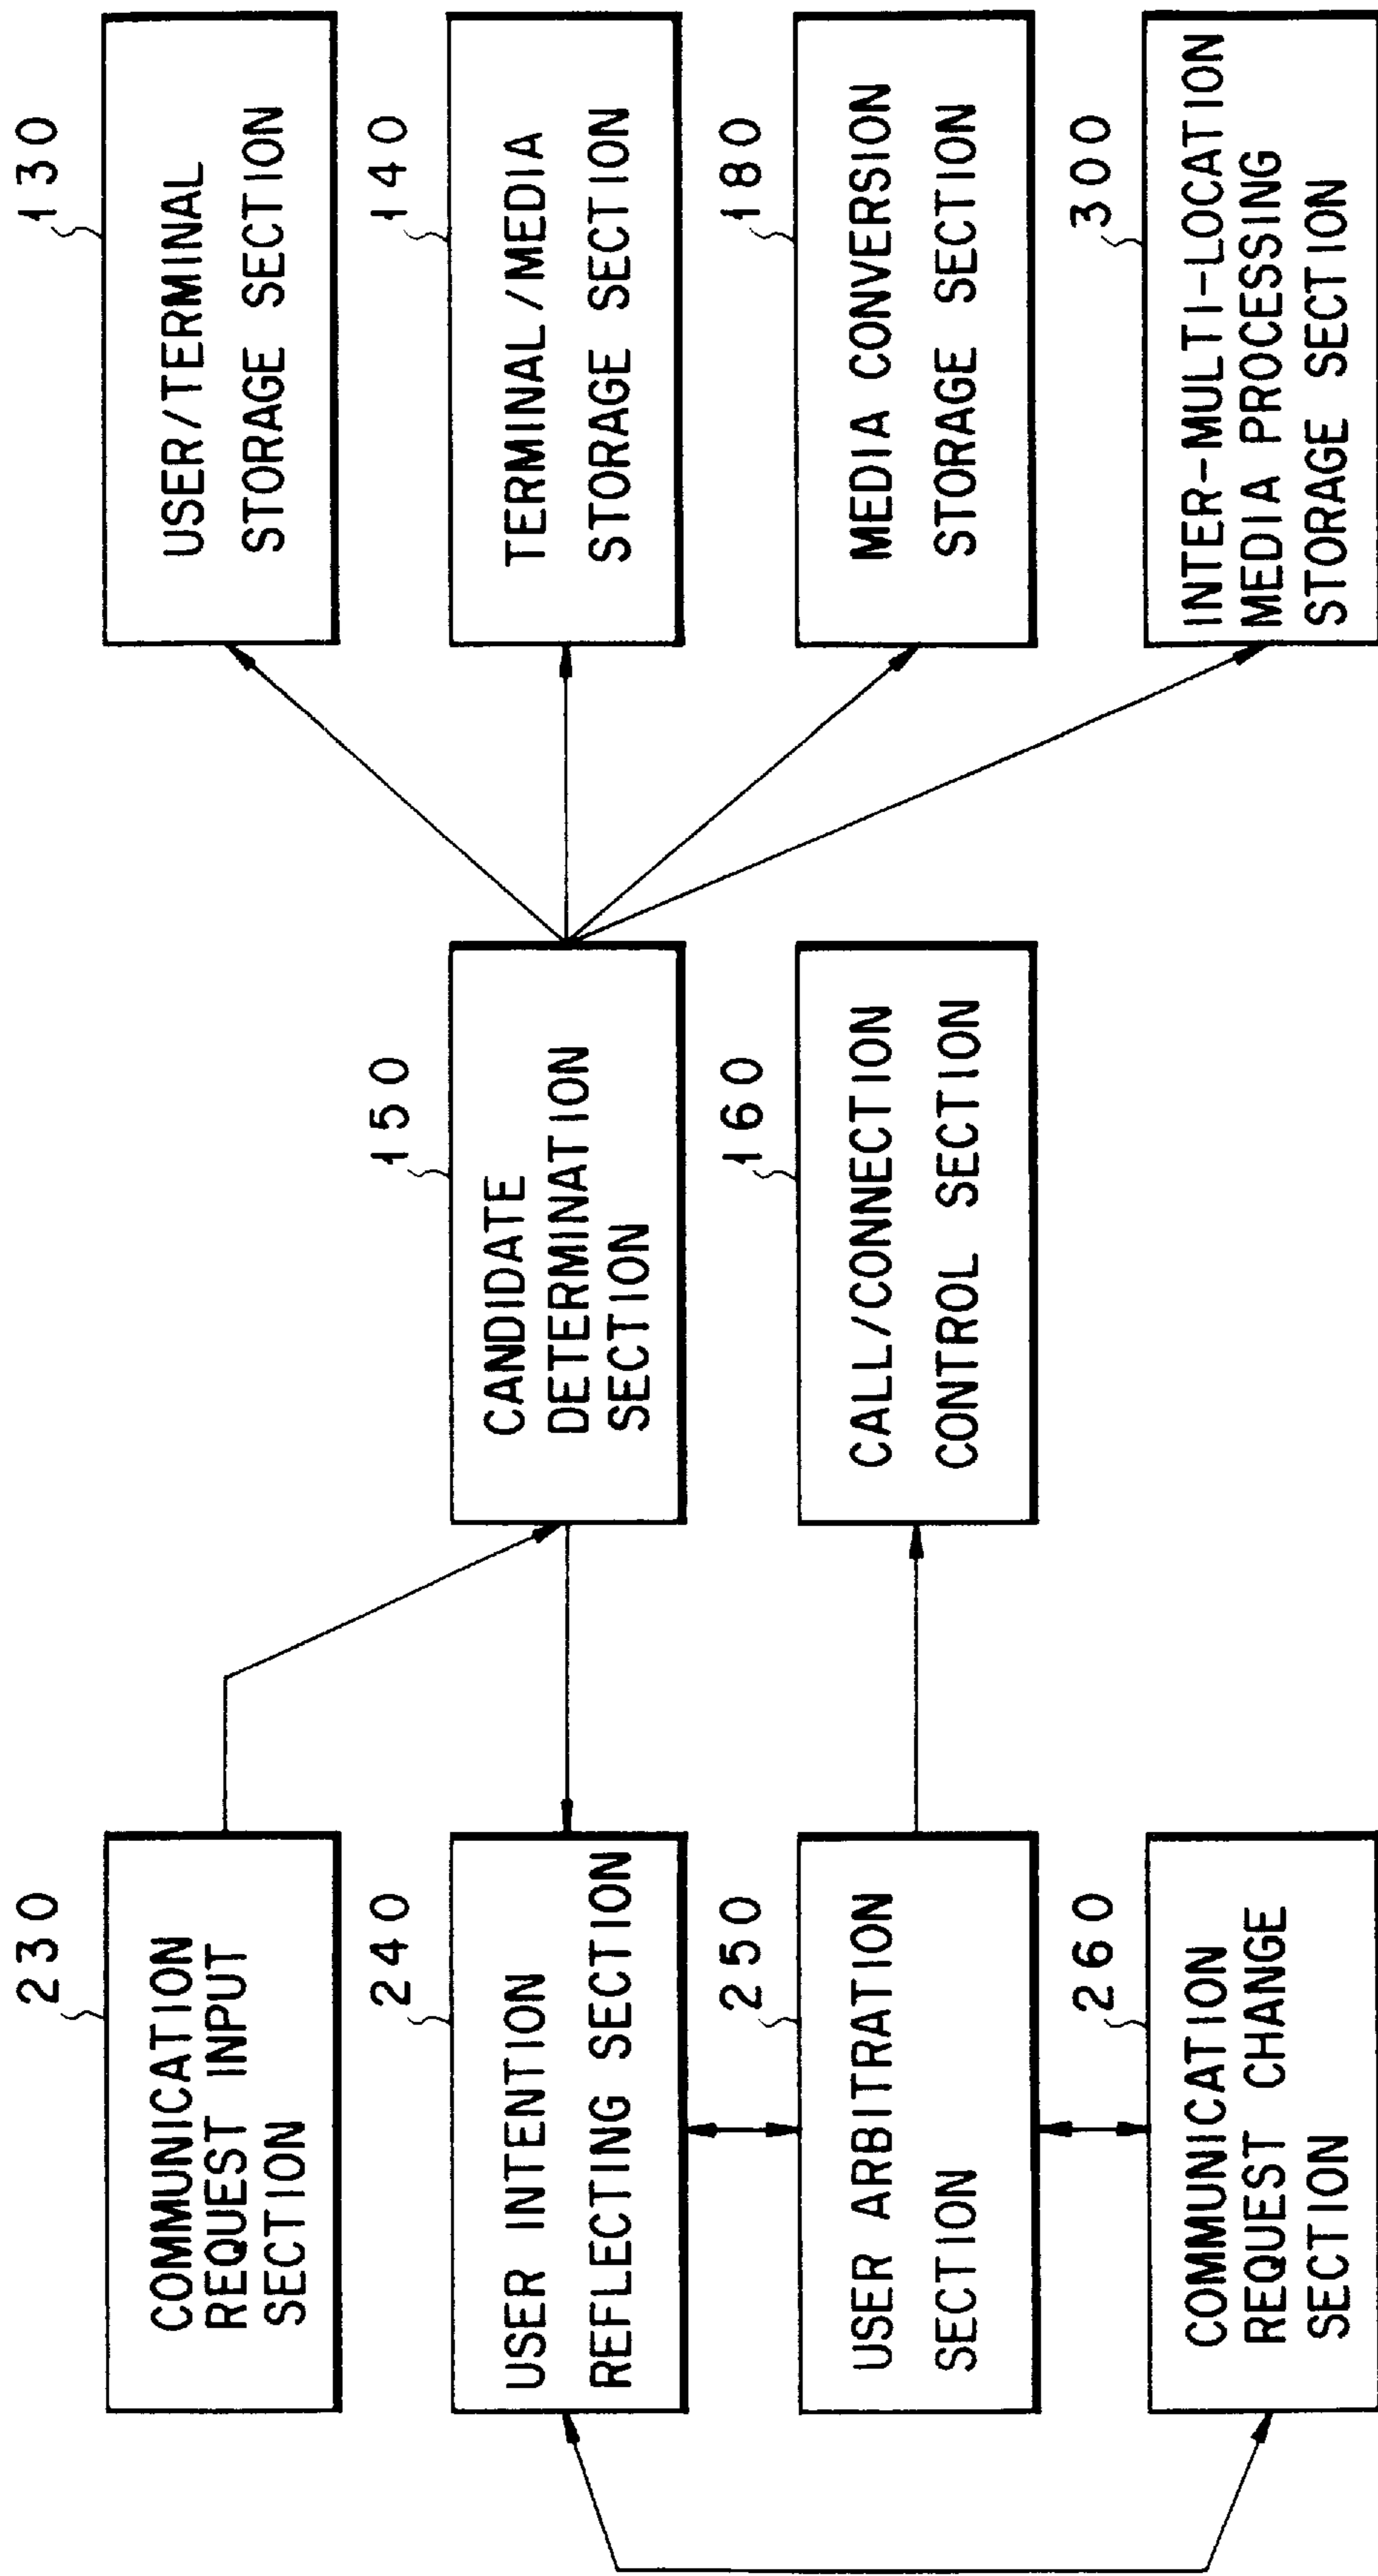 230
COMMUNICATION
REQUEST INPUT
SECTION
240
USER INTENTION
REFLECTING SECTION
250
USER ARBITRATION
SECTION
260
COMMUNICATION
REQUEST CHANGE
SECTION
150
CANDIDATE
DETERMINATION
SECTION
160
CALL/CONNECTION
CONTROL SECTION
130
USER/TERMINAL
STORAGE SECTION
140
TERMINAL/MEDIA
STORAGE SECTION
180
MEDIA CONVERSION
STORAGE SECTION
300
INTER-MULTI-LOCATION
MEDIA PROCESSING
STORAGE SECTION